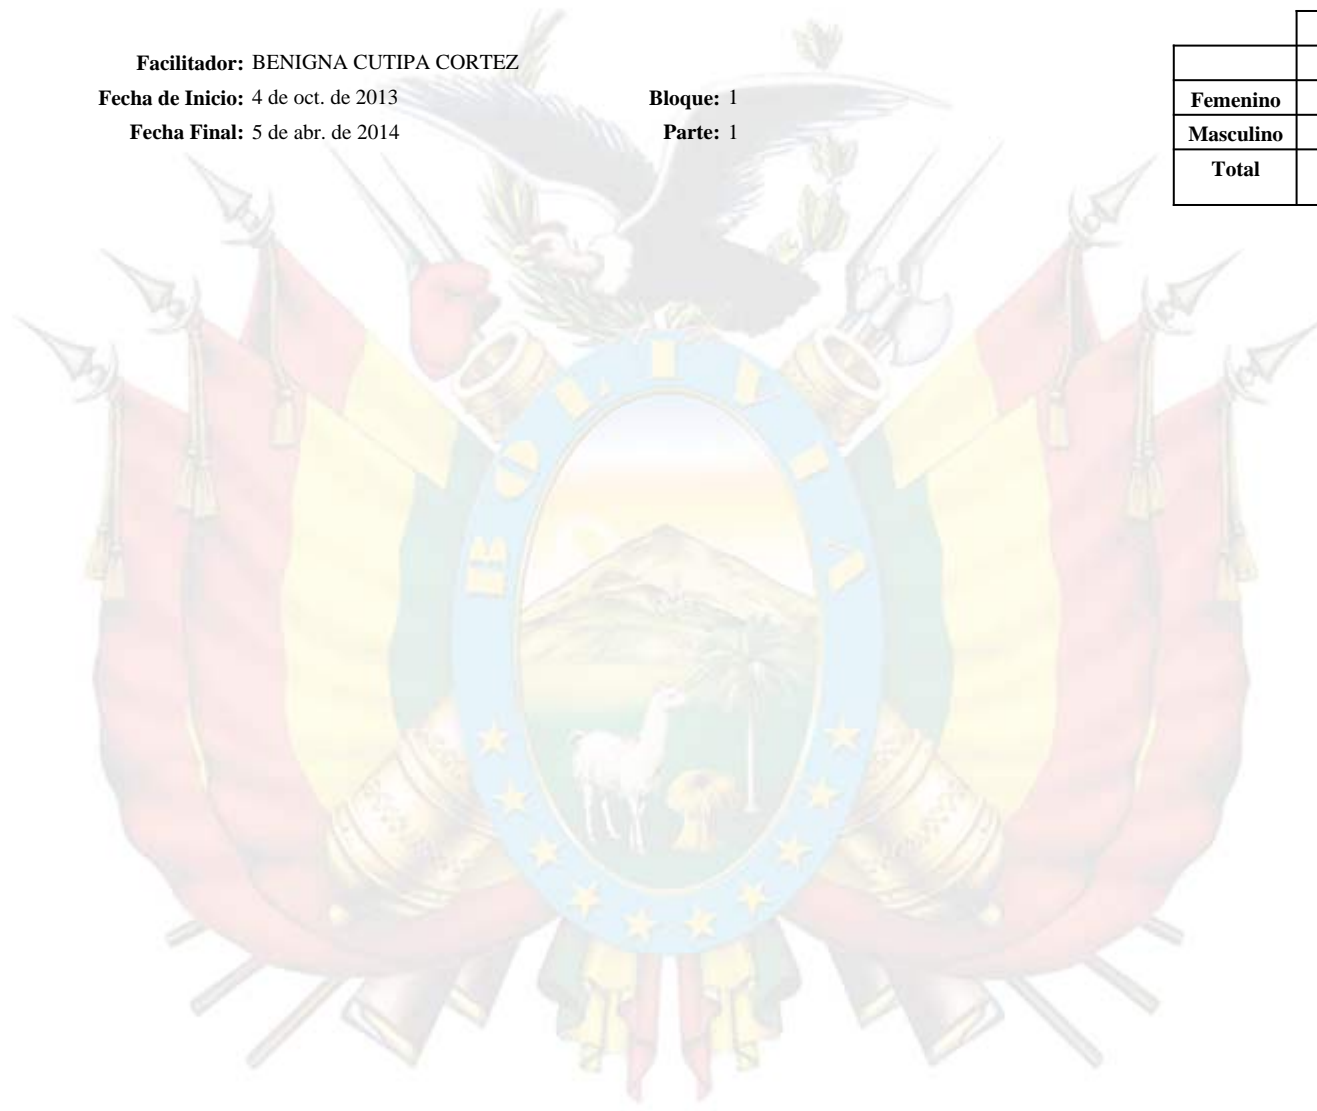 Facilitador: BENIGNA CUTIPA CORTEZ
Fecha de Inicio: 4 de oct. de 2013 Bloque: 1
Fecha Final: 5 de abr. de 2014 Parte: 1
Femenino
Masculino
Total
BOLIVIA